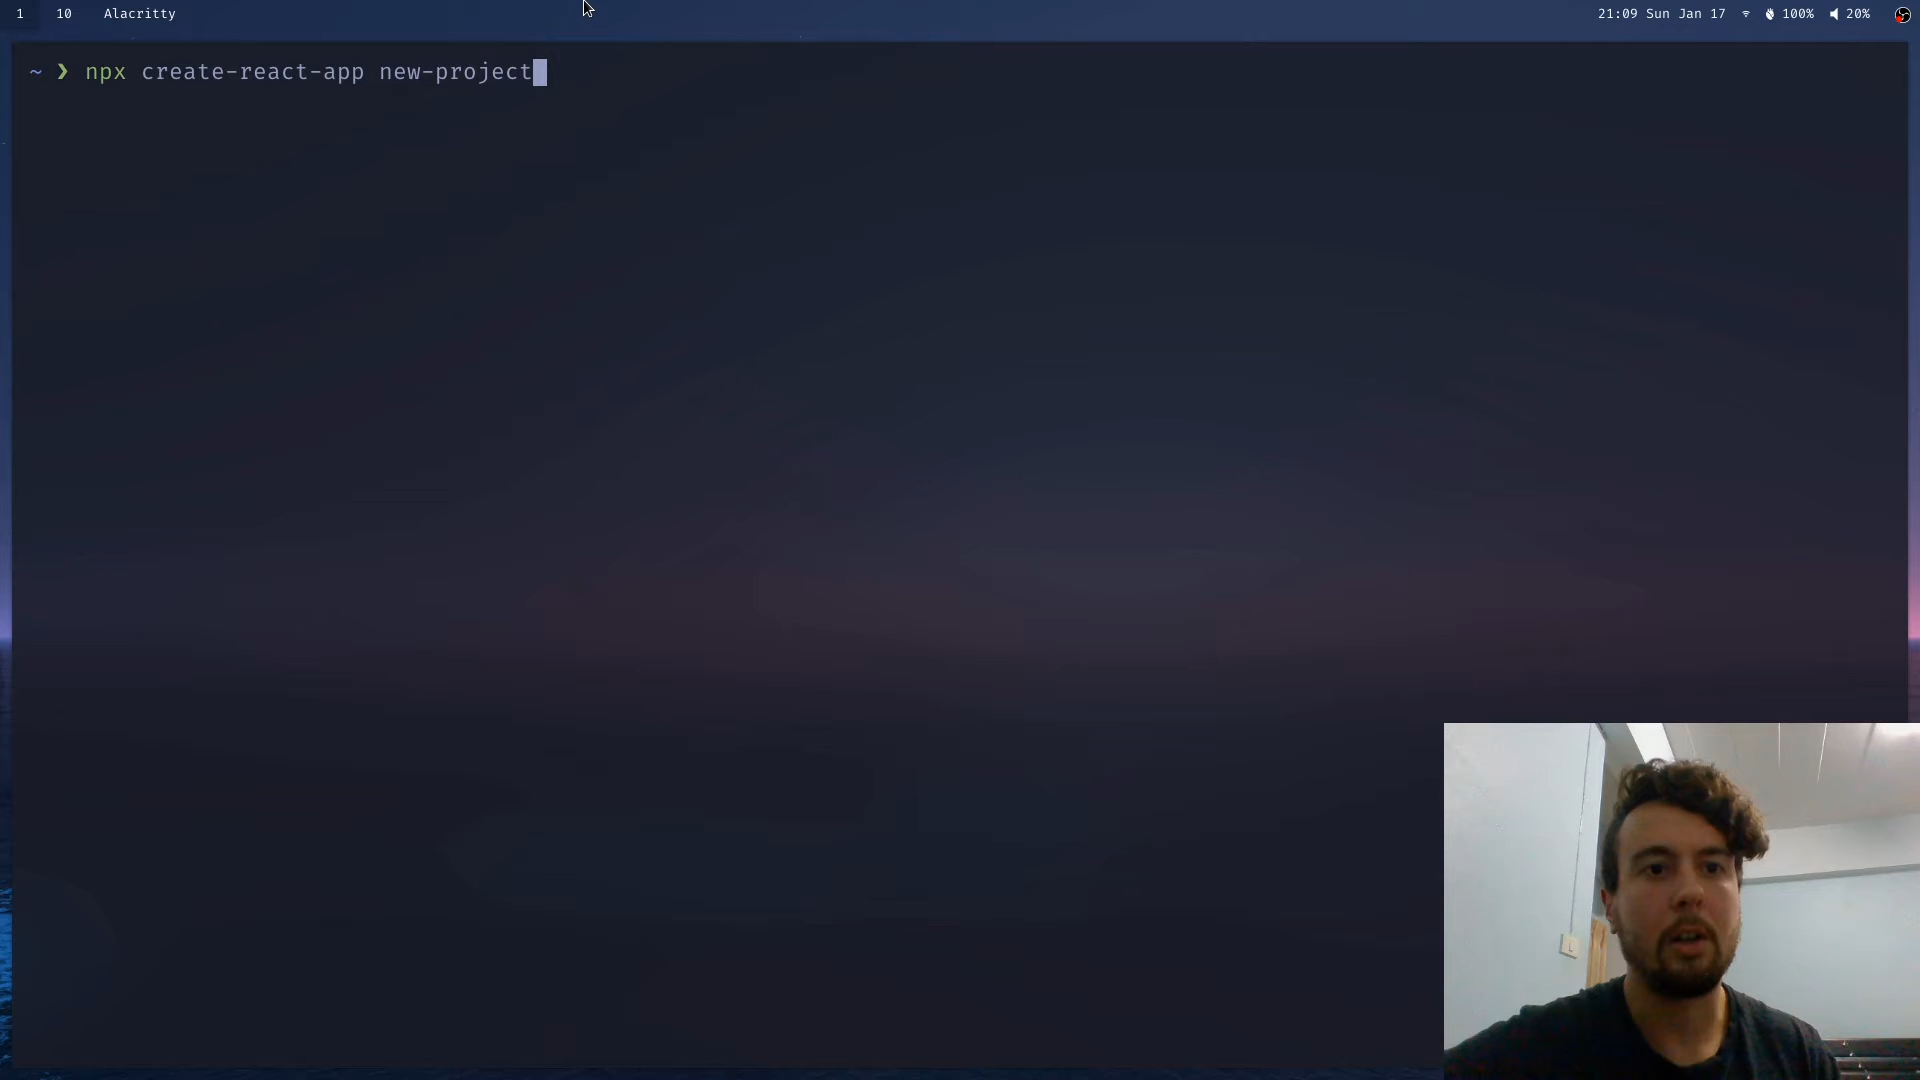 1 10 Alacritty 21:09 Sun Jan 17 100% 20%
~ ❯ npx create-react-app new-project